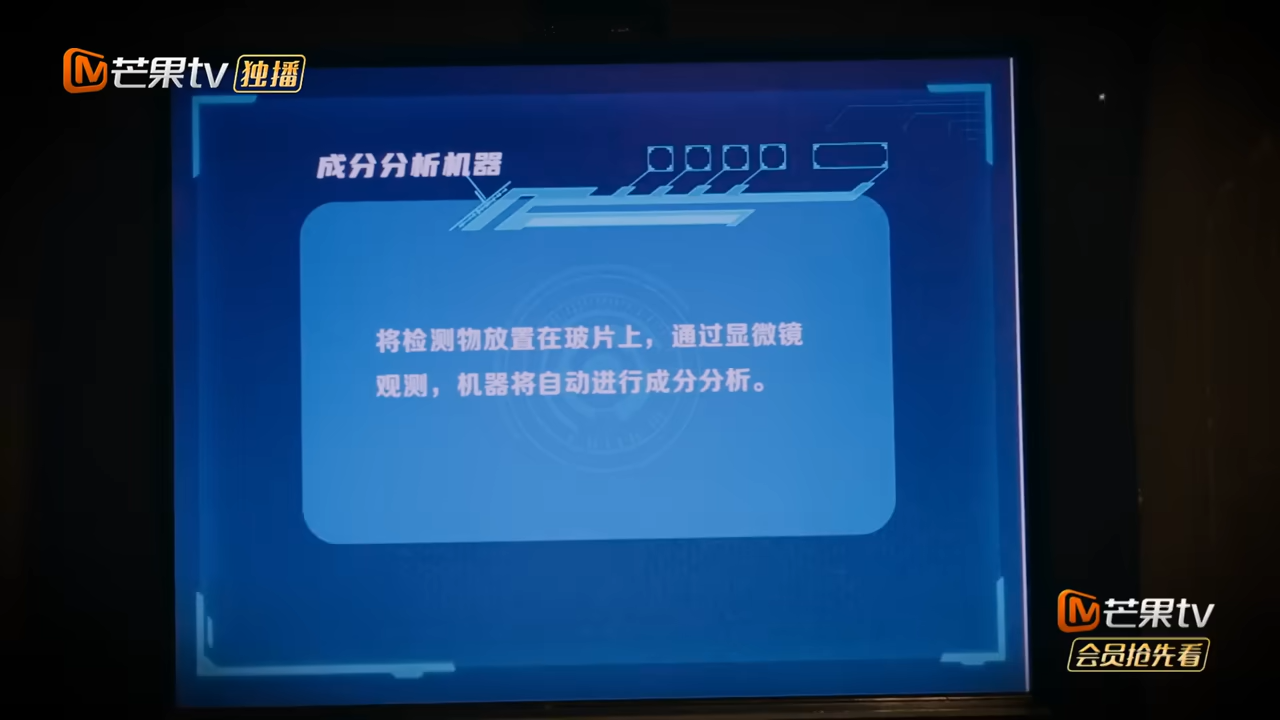 芒果tv 独播
成分分析机器
将检测物放置在玻片上，通过显微镜
观测，机器将自动进行成分分析。
芒果tv
会员抢先看